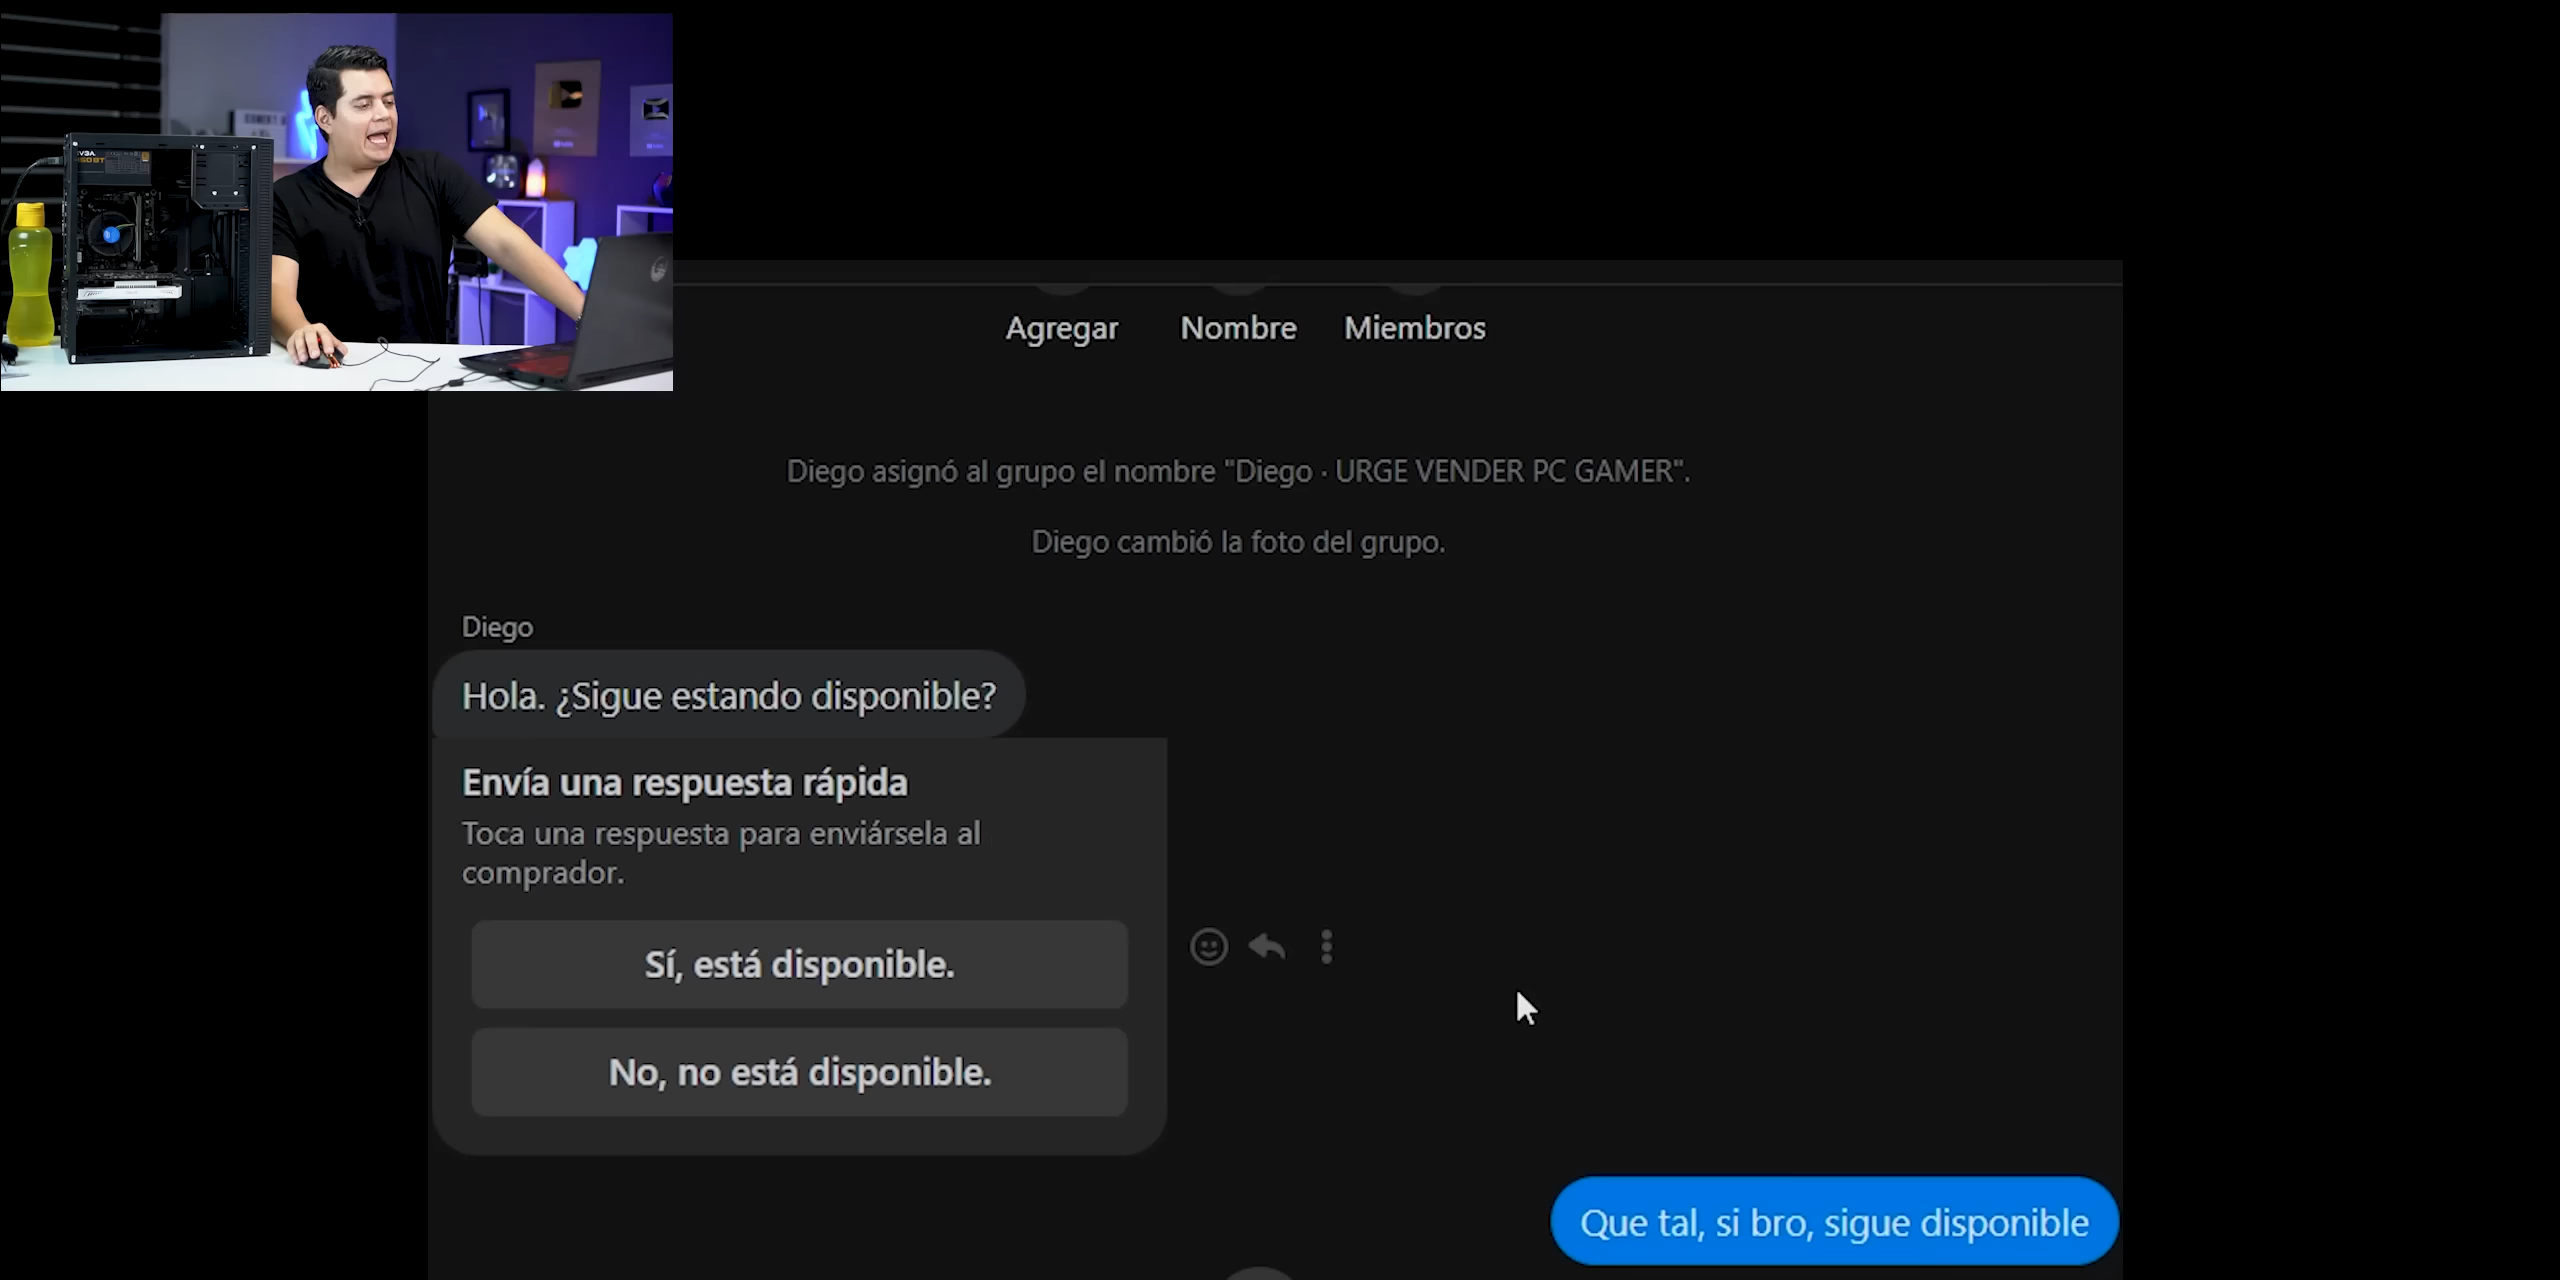 Agregar Nombre Miembros
Diego asignó al grupo el nombre "Diego · URGE VENDER PC GAMER".
Diego cambió la foto del grupo.
Diego
Hola. ¿Sigue estando disponible?
Envía una respuesta rápida
Toca una respuesta para enviársela al
comprador.
Sí, está disponible.
No, no está disponible.
Que tal, si bro, sigue disponible